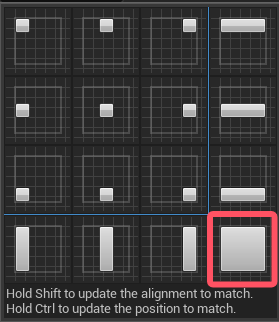 Hold Shift to update the alignment to match.
Hold Ctrl to update the position to match.